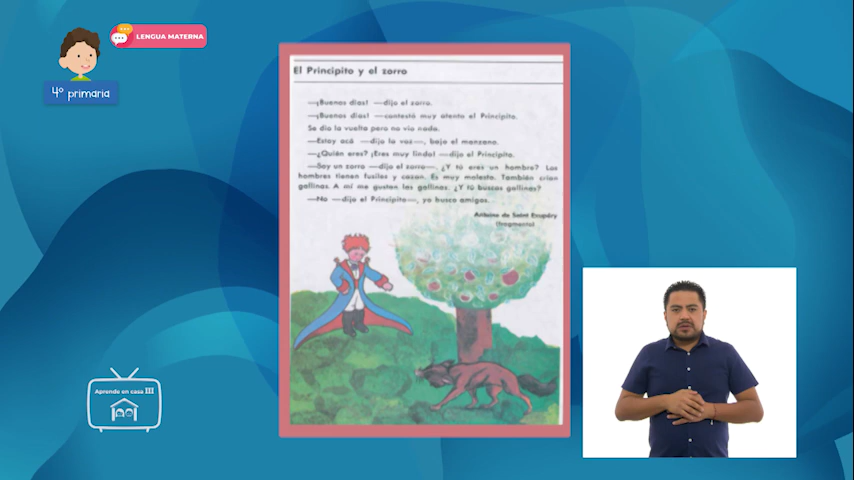 LENGUA MATERNA
4º primaria
El Principito y el zorro
—¡Buenos días! —dijo el zorro.
—¡Buenos días! —contestó muy atento el Principito.
Se dio la vuelta pero no vio nada.
—Estoy acá —dijo la voz—, bajo el manzano.
—¿Quién eres? ¡Eres muy lindo! —dijo el Principito.
—Soy un zorro —dijo el zorro—. ¿Y tú eres un hombre? Los
hombres tienen fusiles y cazan. Es muy molesto. También crían
gallinas. A mí me gustan las gallinas. ¿Y tú buscas gallinas?
—No —dijo el Principito—, yo busco amigos.
Antoine de Saint Exupéry
(fragmento)
Aprende en casa III